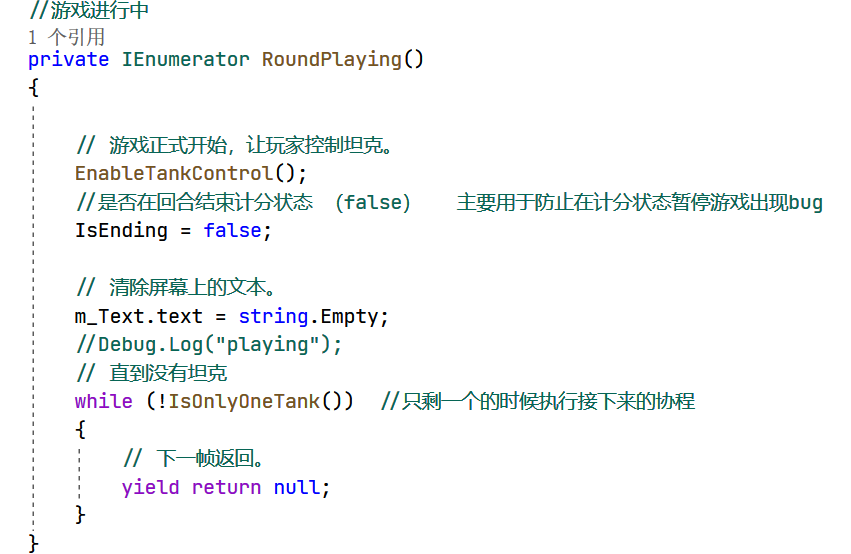 //游戏进行中
1 个引用
private IEnumerator RoundPlaying()
{
// 游戏正式开始，让玩家控制坦克。
EnableTankControl();
//是否在回合结束计分状态 （false）    主要用于防止在计分状态暂停游戏出现bug
IsEnding = false;
// 清除屏幕上的文本。
m_Text.text = string.Empty;
//Debug.Log("playing");
// 直到没有坦克
while (!IsOnlyOneTank())  //只剩一个的时候执行接下来的协程
{
// 下一帧返回。
yield return null;
}
}